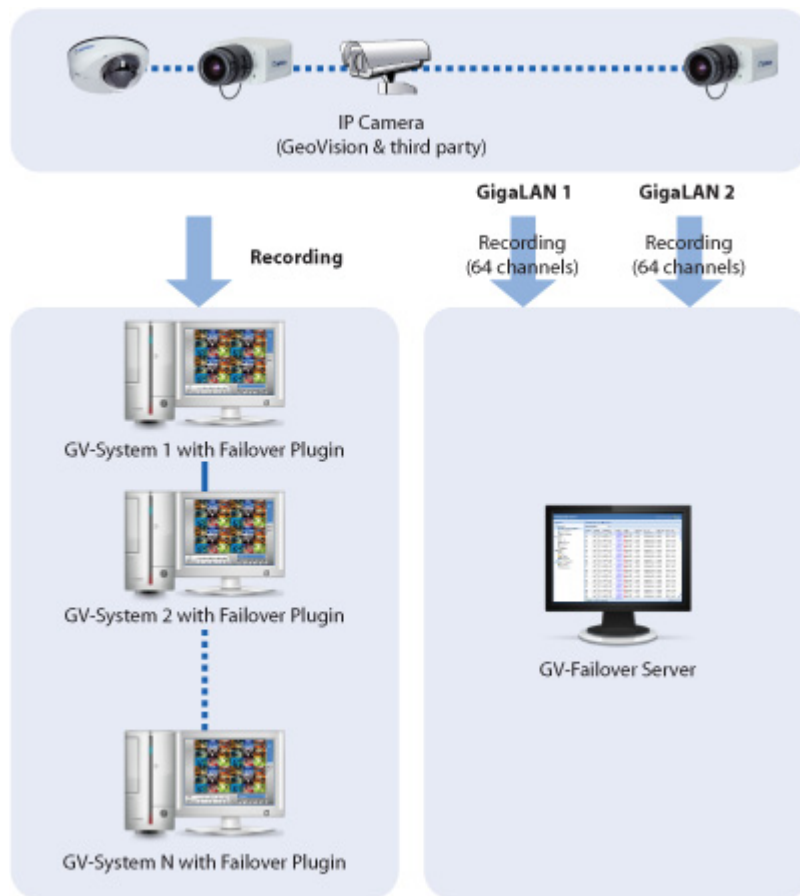 IP Camera
(GeoVision & third party)
GigaLAN 1
GigaLAN 2
Recording
Recording
(64 channels)
Recording
(64 channels)
GV-System 1 with Failover Plugin
GV-System 2 with Failover Plugin
GV-Failover Server
GV-System N with Failover Plugin